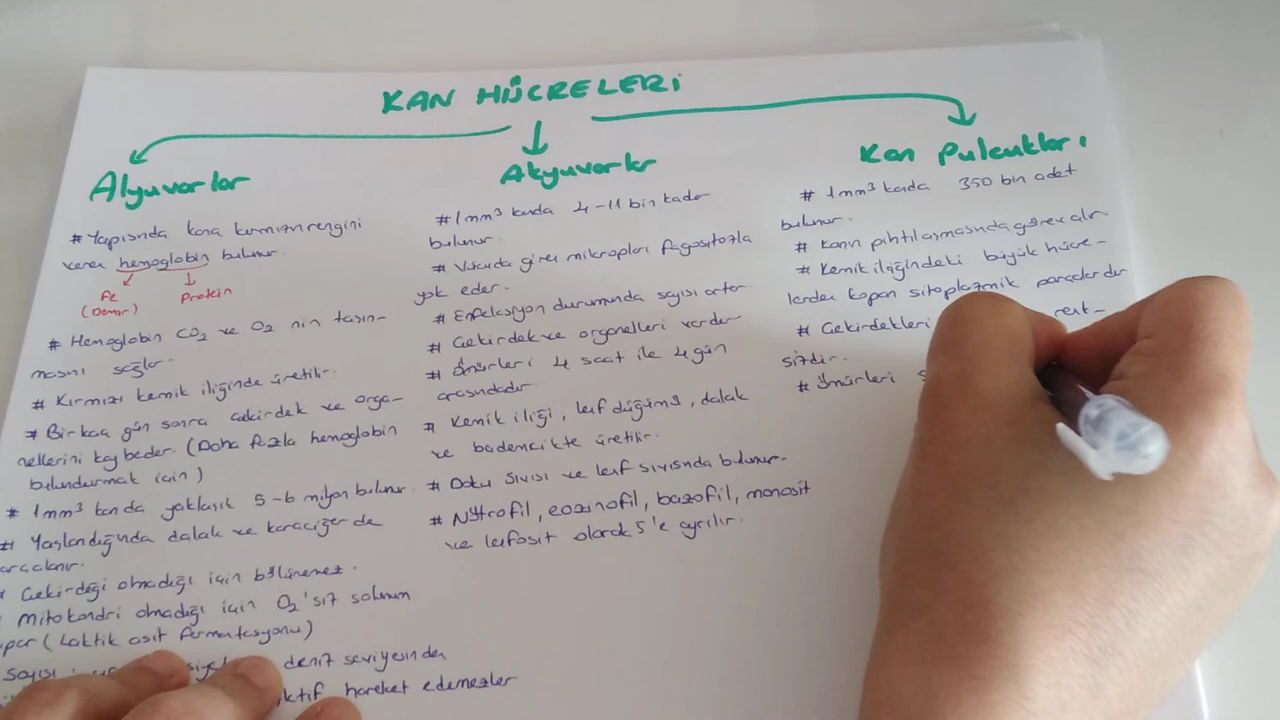 KAN HÜCRELERİ
Alyuvarlar
# Yapısında kana kırmızı rengini
veren hemoglobin bulunur.
Fe
(Demir)
Protein
# Hemoglobin CO2 ve O2 nin taşın-
masını sağlar.
# Kırmızı kemik iliğinde üretilir.
# Birkaç gün sonra çekirdek ve orga-
nellerini kaybeder. (Daha fazla hemoglobin
bulundurmak için)
# 1mm³ kanda yaklaşık 5-6 milyon bulunur.
# Yaşlandığında dalak ve karaciğer de
parçalanır.
# Çekirdeği olmadığı için bölünemez.
Mitokondri olmadığı için O2'siz solunum
yapar (Laktik asit fermentasyonu)
Sayısı
deniz seviyesinden
hareket edemezler
Akyuvarlar
# 1mm³ kanda 4-11 bin kadar
bulunur.
# Vücuda giren mikropları fagositozla
yok eder.
# Enfeksiyon durumunda sayısı artar
# Çekirdek ve organelleri vardır
# Ömürleri 4 saat ile 4 gün
arasındadır
# Kemik iliği, lenf düğümü, dalak
ve bademcikte üretilir.
# Doku sıvısı ve lenf sıvısında bulunur.
# Nötrofil, eozinofil, bazofil, monosit
ve lenfosit olarak 5'e ayrılır.
Kan Pulcukları
# 1mm³ kanda 350 bin adet
bulunur.
# Kanın pıhtılaşmasında görev alır
# Kemik iliğindeki büyük hücre-
lerden kopan sitoplazmik parçalardır
# Çekirdekleri renk-
sizdir.
# Ömürleri